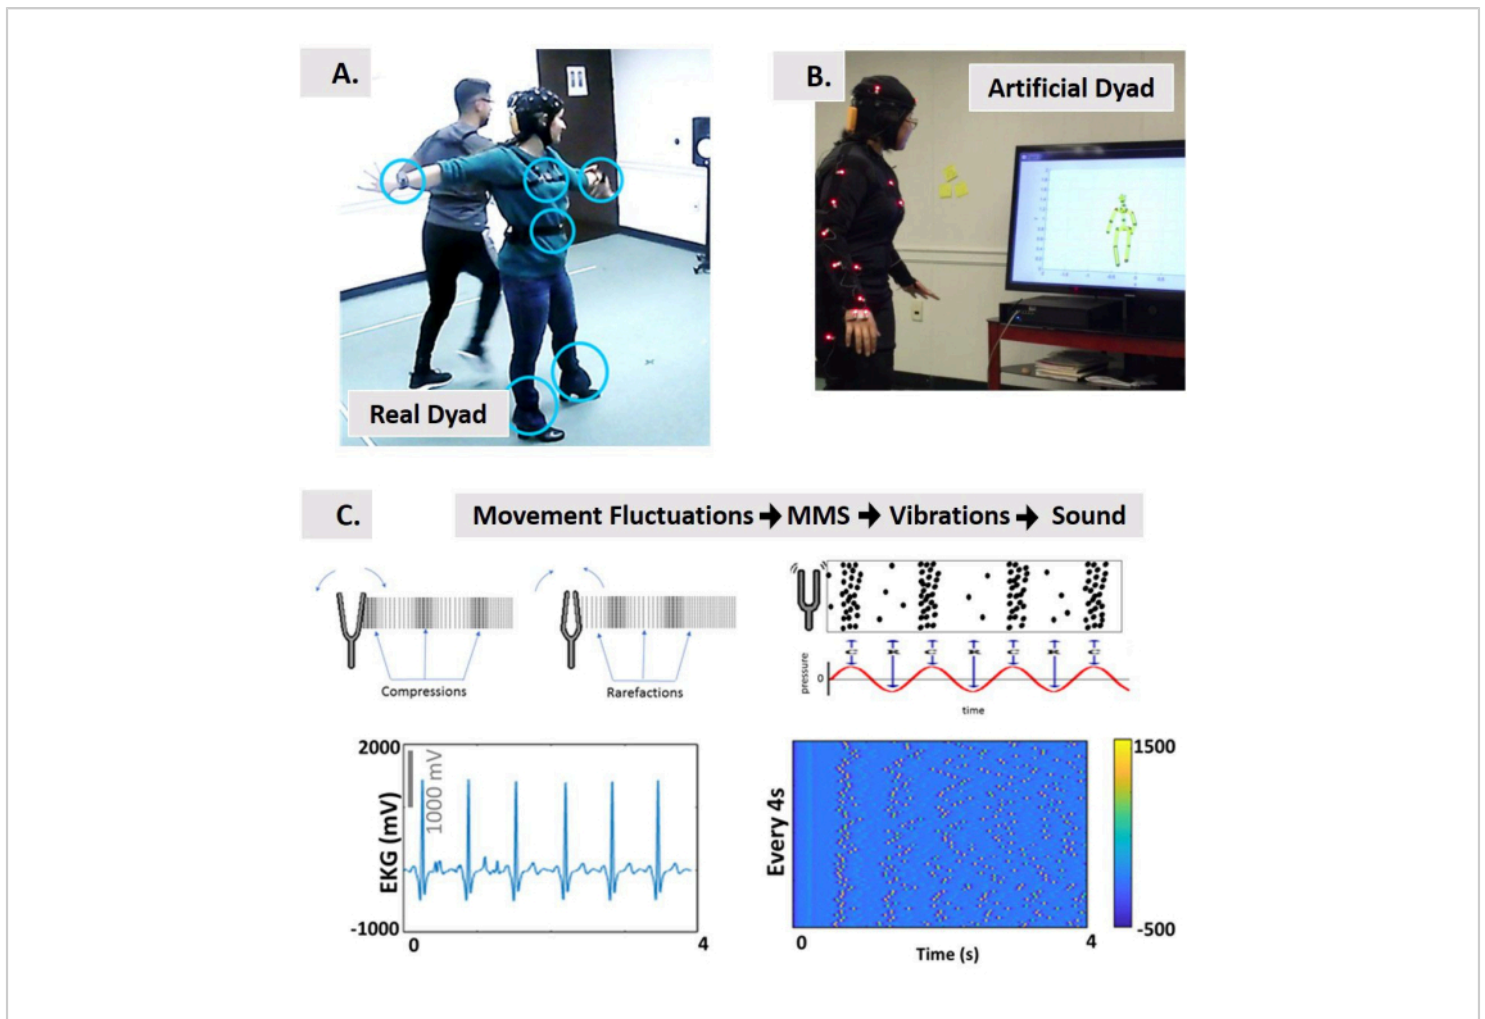 A.
Real Dyad
B.
Artificial Dyad
C.
Movement Fluctuations → MMS → Vibrations → Sound
Compressions
Rarefactions
pressure
0
time
2000
1000 mV
EKG (mV)
-1000
0
4
Every 4s
0
4
Time (s)
1500
-500